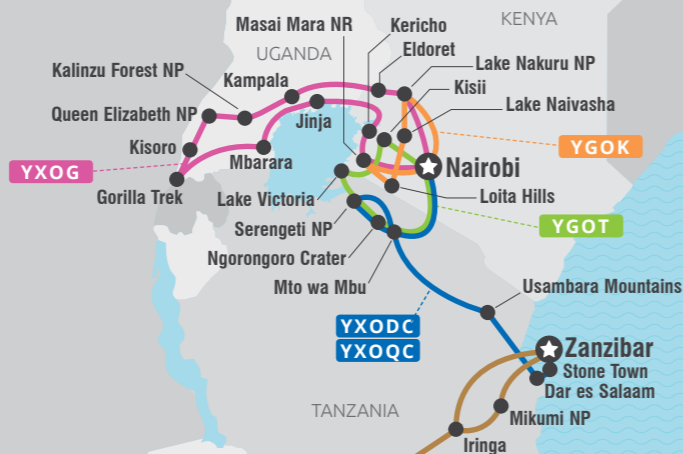 KENYA
Masai Mara NR
Kericho
Eldoret
UGANDA
Kalinzu Forest NP
Kampala
Lake Nakuru NP
Kisii
Queen Elizabeth NP
Lake Naivasha
Jinja
Kisoro
YGOK
Mbarara
YXOG
Nairobi
Gorilla Trek
Lake Victoria
Loita Hills
Serengeti NP
YGOT
Ngorongoro Crater
Mto wa Mbu
Usambara Mountains
YXODC
YXOQC
Zanzibar
Stone Town
Dar es Salaam
TANZANIA
Mikumi NP
Iringa